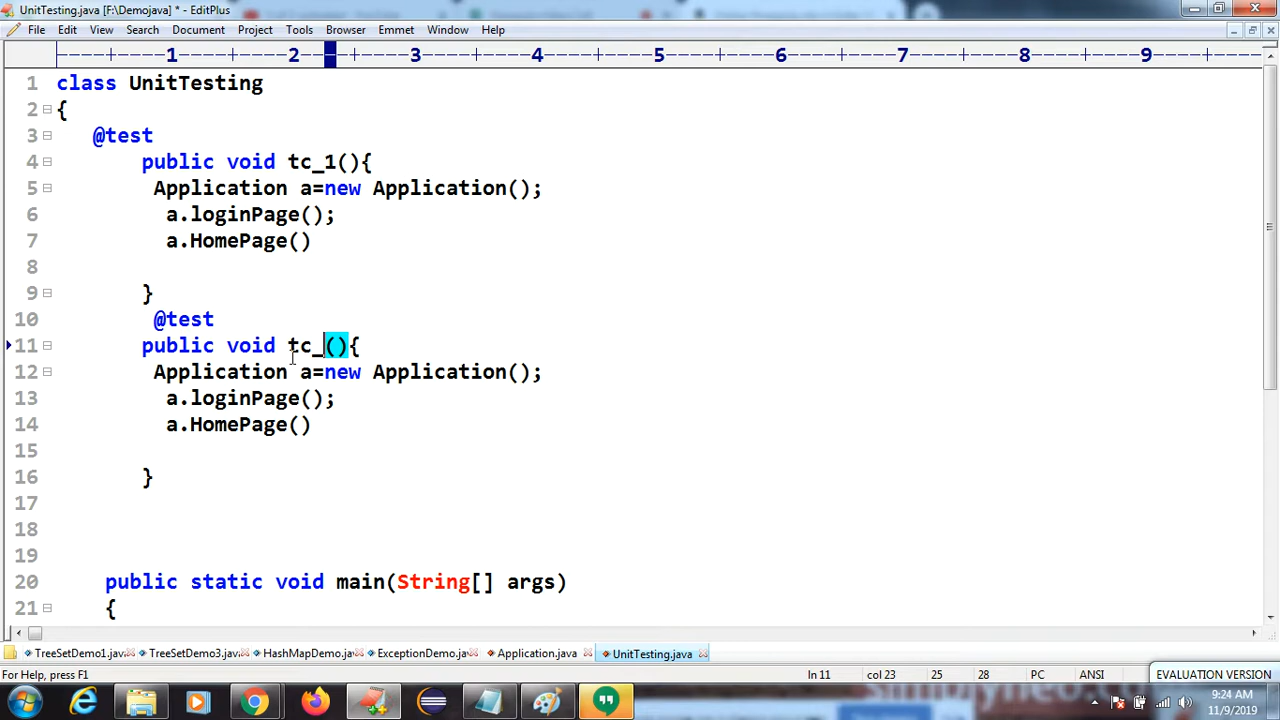 UnitTesting.java [F:\Demojava] * - EditPlus
File Edit View Search Document Project Tools Browser Emmet Window Help
1 2 3 4 5 6 7 8 9
1 class UnitTesting
2 {
3 @test
4 public void tc_1(){
5 Application a=new Application();
6 a.loginPage();
7 a.HomePage()
8
9 }
10 @test
11 public void tc_(){
12 Application a=new Application();
13 a.loginPage();
14 a.HomePage()
15
16 }
17
18
19
20 public static void main(String[] args)
21 {
TreeSetDemo1.jav TreeSetDemo3.jav HashMapDemo.jav ExceptionDemo.jav Application.java UnitTesting.java
For Help, press F1 ln 11 col 23 25 28 PC ANSI EVALUATION VERSION
9:24 AM
11/9/2019